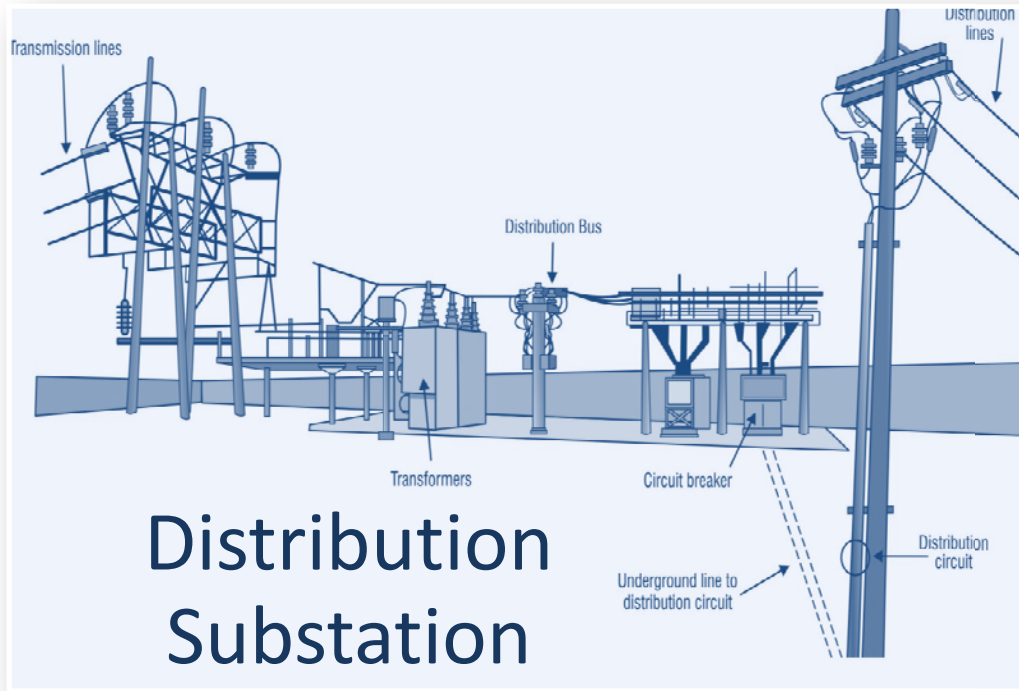 Transmission lines
Distribution
lines
Distribution Bus
Transformers
Circuit breaker
Distribution
circuit
Underground line to
distribution circuit
Distribution
Substation